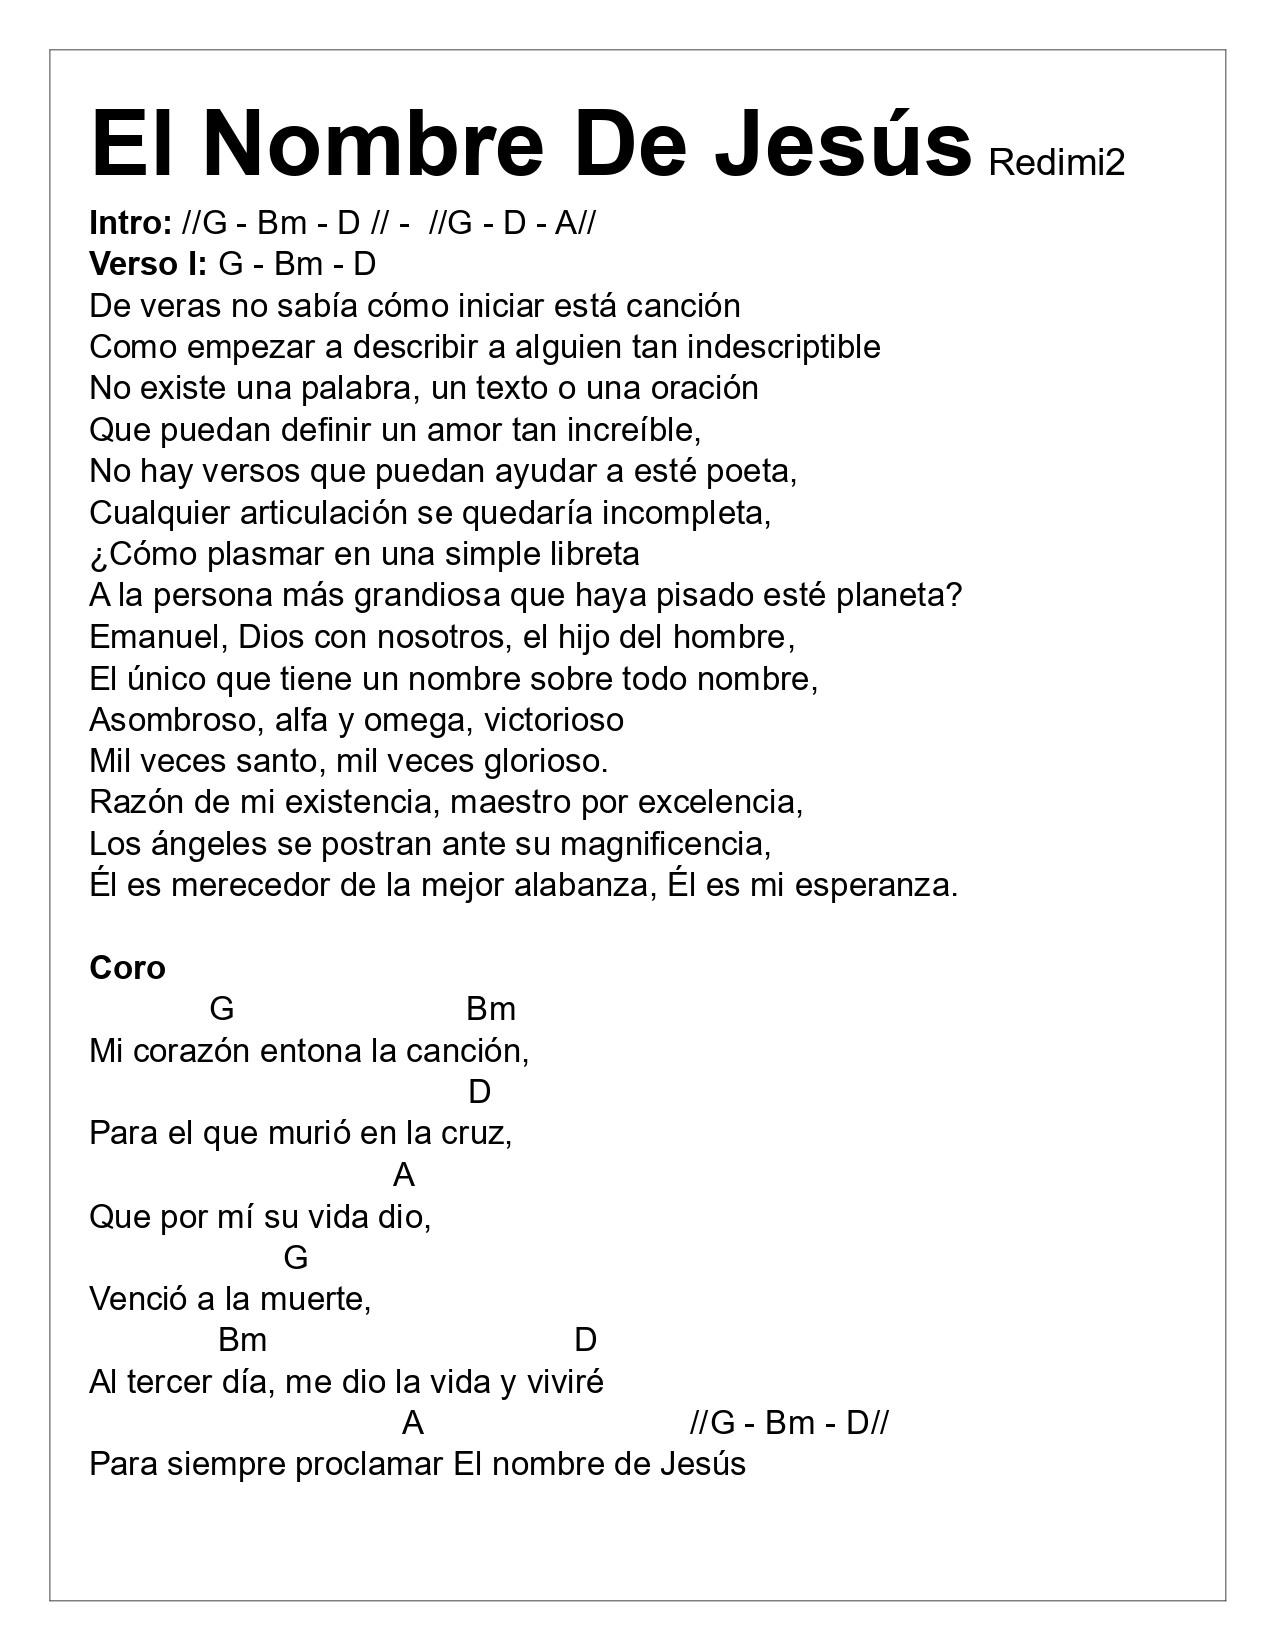 El Nombre De Jesús Redimi2
Intro: //G - Bm - D // -  //G - D - A//
Verso I: G - Bm - D
De veras no sabía cómo iniciar está canción
Como empezar a describir a alguien tan indescriptible
No existe una palabra, un texto o una oración
Que puedan definir un amor tan increíble,
No hay versos que puedan ayudar a esté poeta,
Cualquier articulación se quedaría incompleta,
¿Cómo plasmar en una simple libreta
A la persona más grandiosa que haya pisado esté planeta?
Emanuel, Dios con nosotros, el hijo del hombre,
El único que tiene un nombre sobre todo nombre,
Asombroso, alfa y omega, victorioso
Mil veces santo, mil veces glorioso.
Razón de mi existencia, maestro por excelencia,
Los ángeles se postran ante su magnificencia,
Él es merecedor de la mejor alabanza, Él es mi esperanza.
Coro
G Bm
Mi corazón entona la canción,
D
Para el que murió en la cruz,
A
Que por mí su vida dio,
G
Venció a la muerte,
Bm D
Al tercer día, me dio la vida y viviré
A //G - Bm - D//
Para siempre proclamar El nombre de Jesús